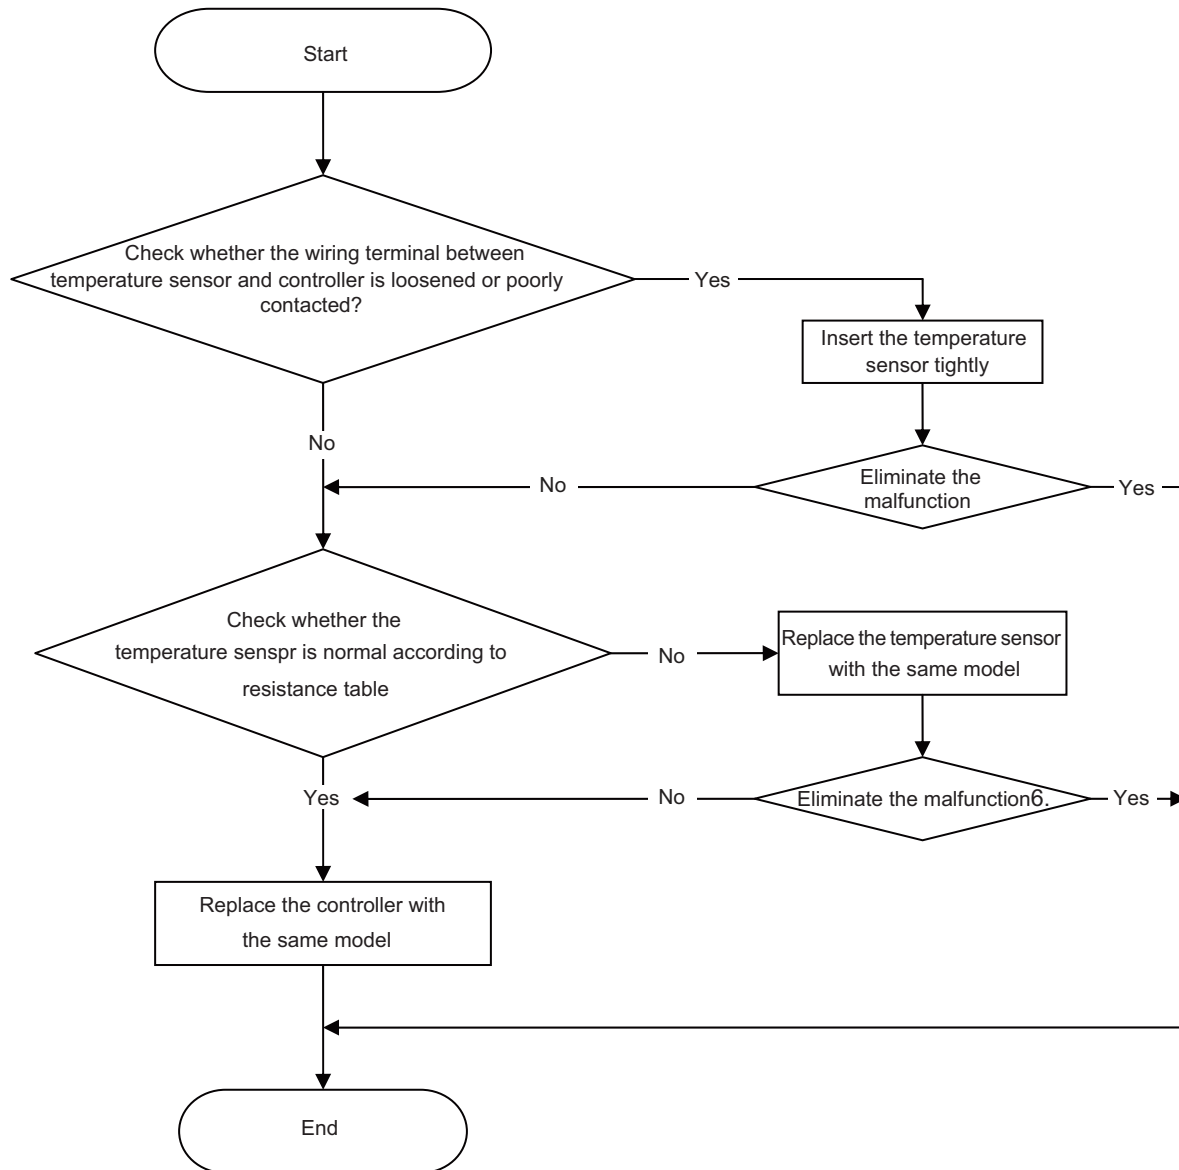 Start
Check whether the wiring terminal between
temperature sensor and controller is loosened or poorly
contacted?
Yes
Insert the temperature
sensor tightly
No
Eliminate the
malfunction
No
Yes
Check whether the
temperature senspr is normal according to
resistance table
No
Replace the temperature sensor
with the same model
Yes
No
Eliminate the malfunction6.
Yes
Replace the controller with
the same model
End